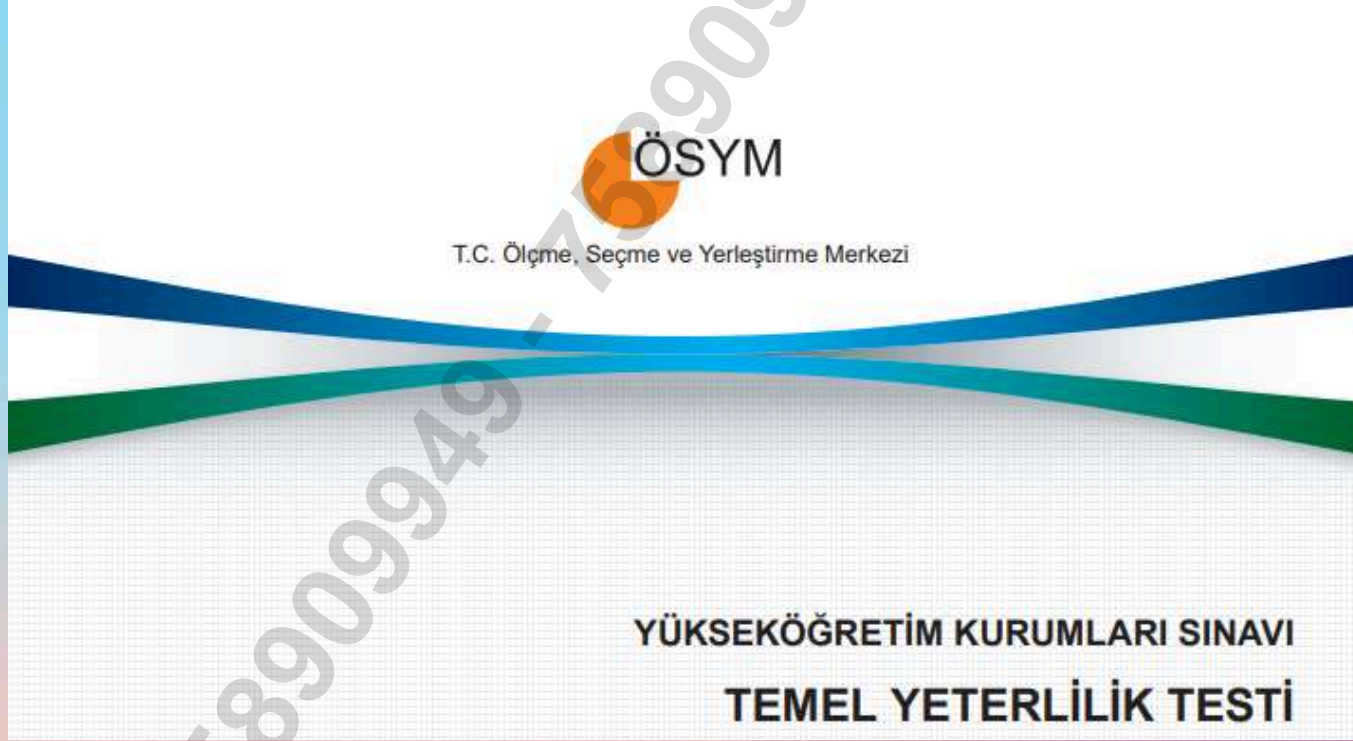 ÖSYM
T.C. Ölçme, Seçme ve Yerleştirme Merkezi
YÜKSEKÖĞRETİM KURUMLARI SINAVI
TEMEL YETERLİLİK TESTİ